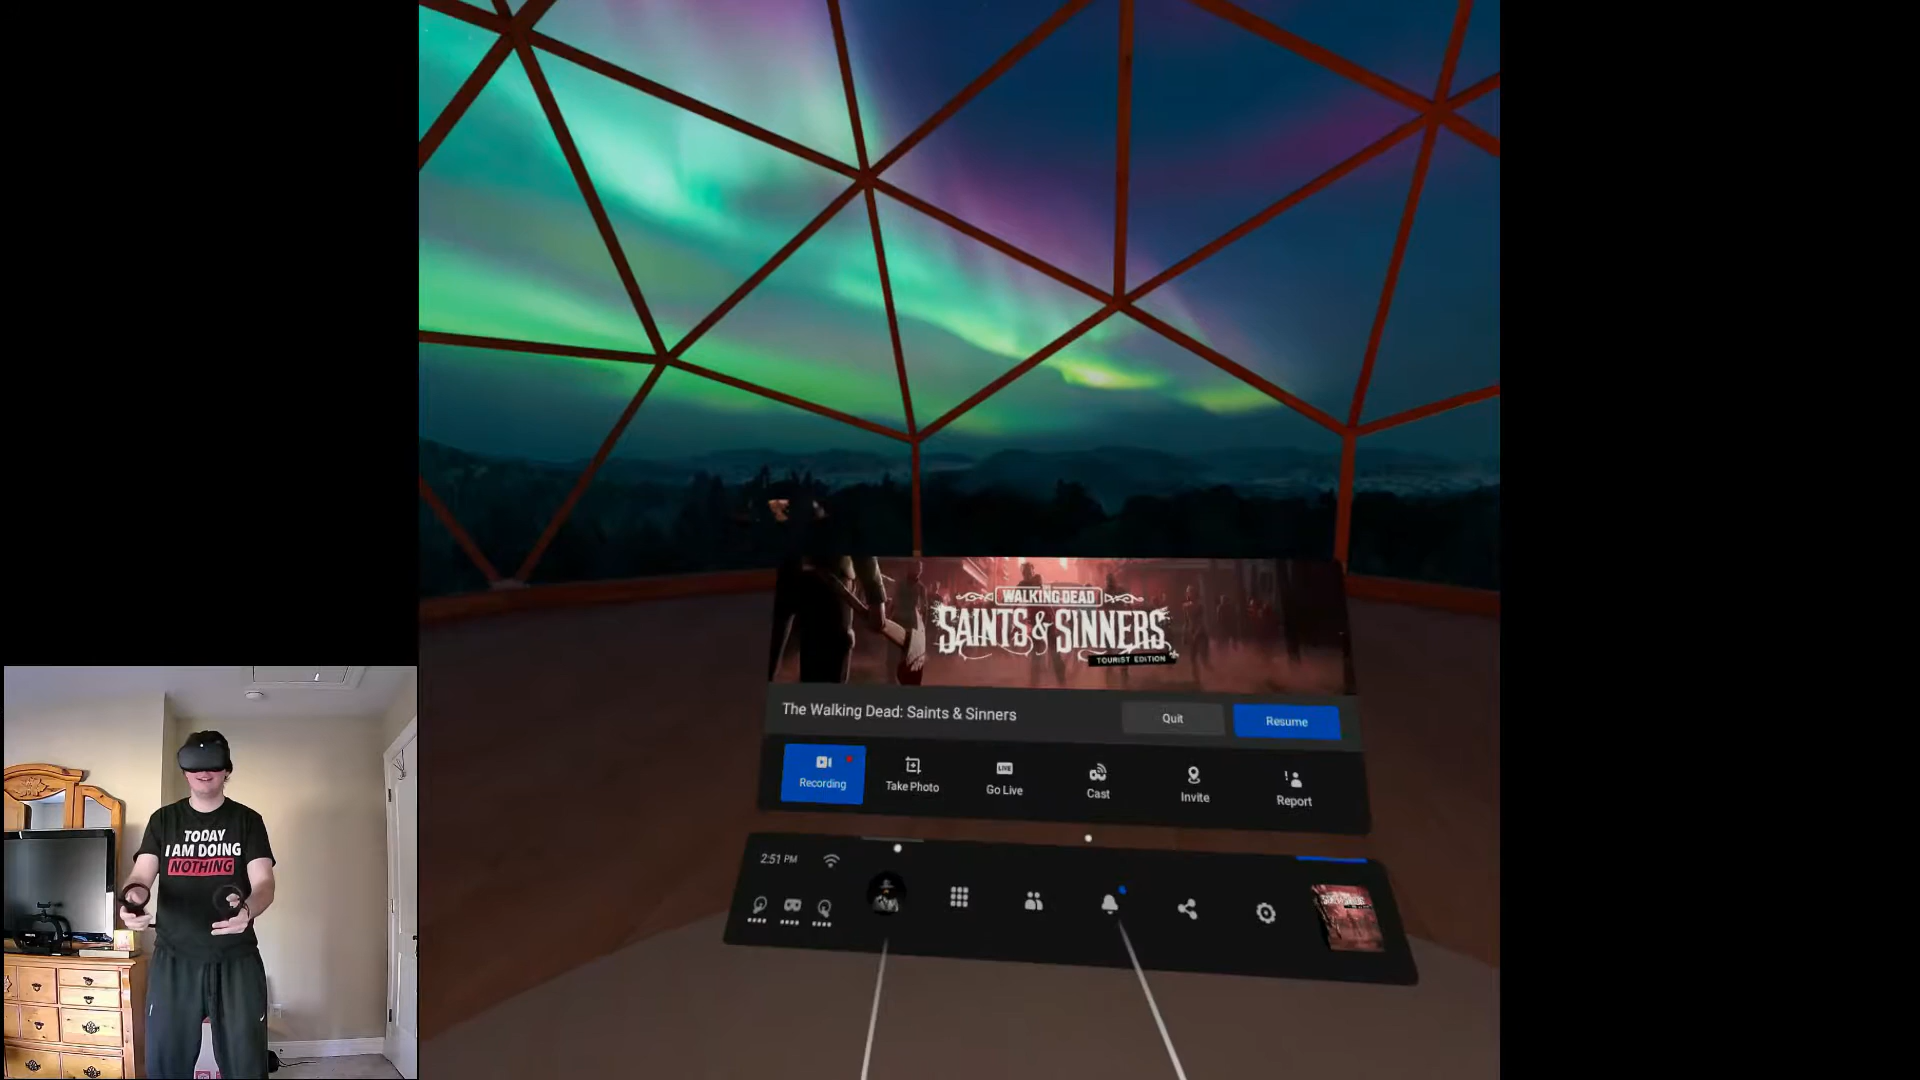 WALKING DEAD
SAINTS & SINNERS
TOURIST EDITION
The Walking Dead: Saints & Sinners
Quit
Resume
Recording
Take Photo
LIVE
Go Live
Cast
Invite
Report
2:51 PM
TODAY
I AM DOING
NOTHING